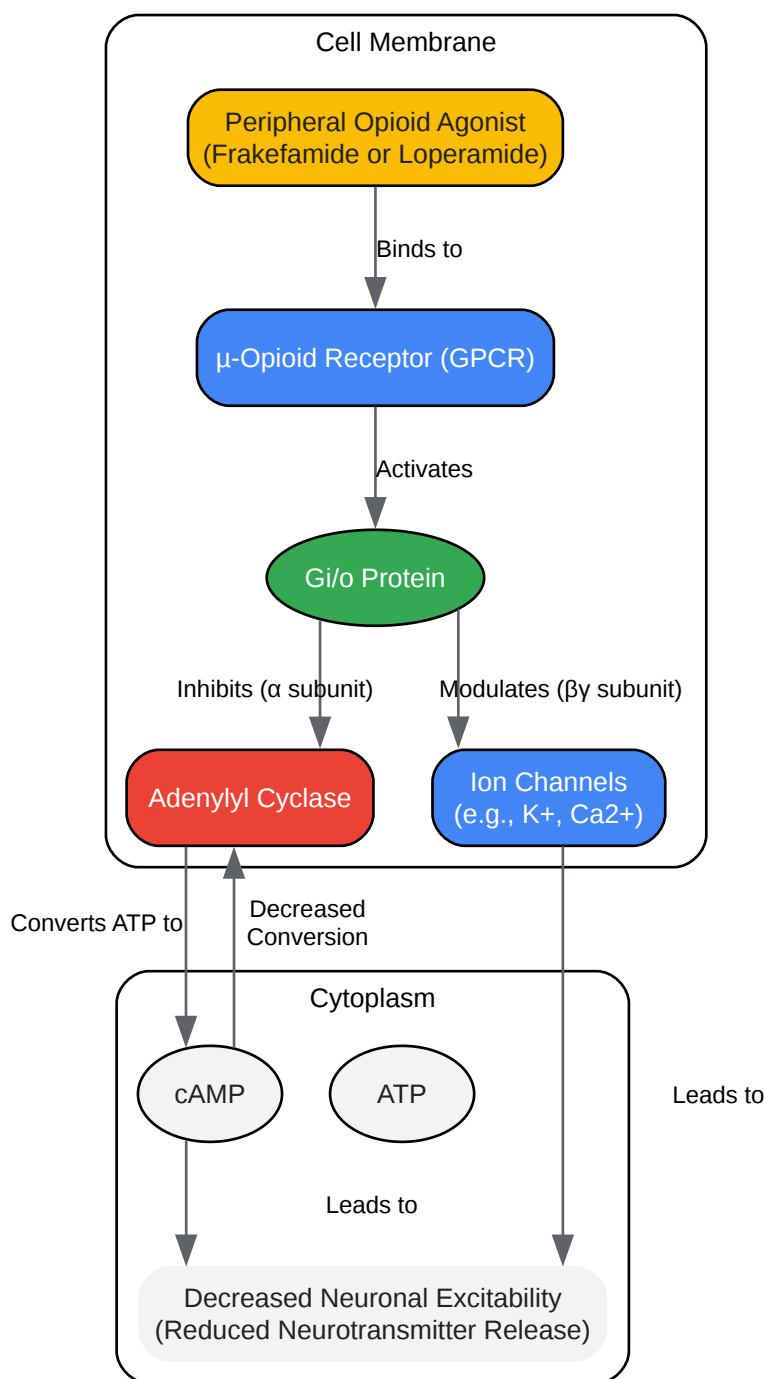 Cell Membrane
Peripheral Opioid Agonist
(Frakefamide or Loperamide)
Binds to
µ-Opioid Receptor (GPCR)
Activates
Gi/o Protein
Inhibits (α subunit)
Modulates (βγ subunit)
Adenylyl Cyclase
Ion Channels
(e.g., K+, Ca2+)
Converts ATP to
Decreased
Conversion
Cytoplasm
cAMP
ATP
Leads to
Leads to
Decreased Neuronal Excitability
(Reduced Neurotransmitter Release)